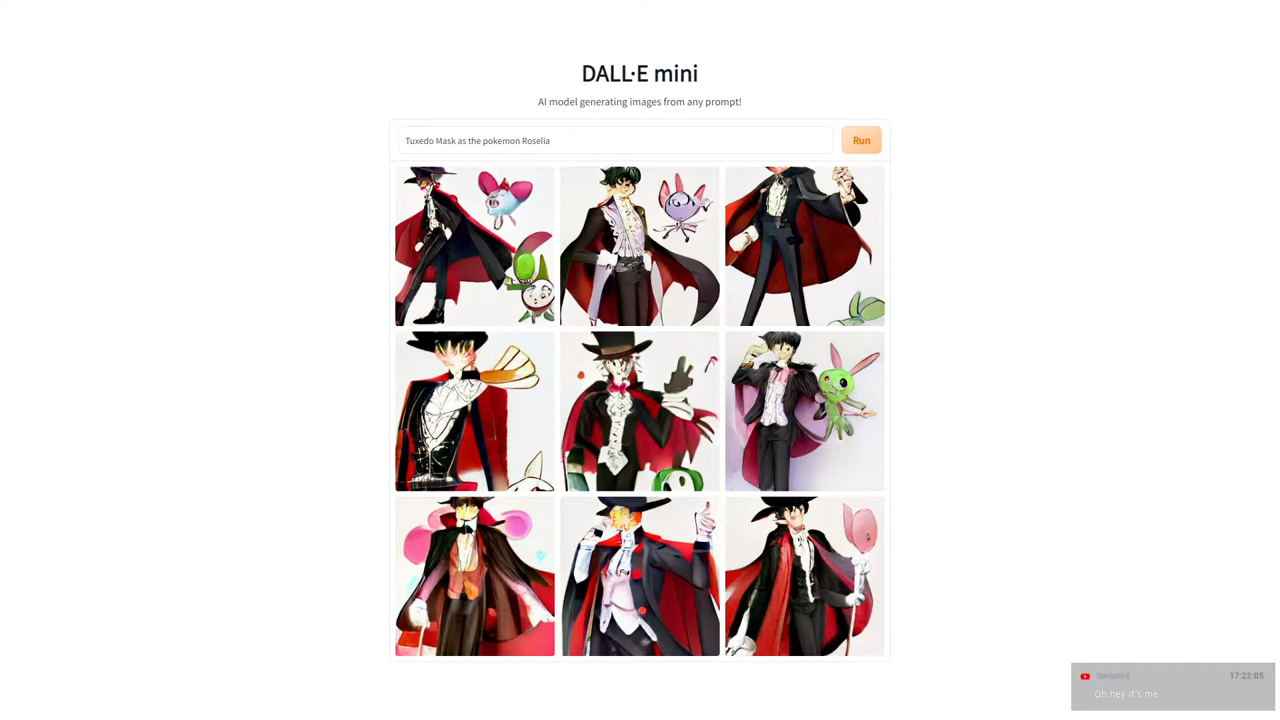 DALL·E mini
AI model generating images from any prompt!
Tuxedo Mask as the pokemon Roselia
Run
17:22:05
Oh hey it's me